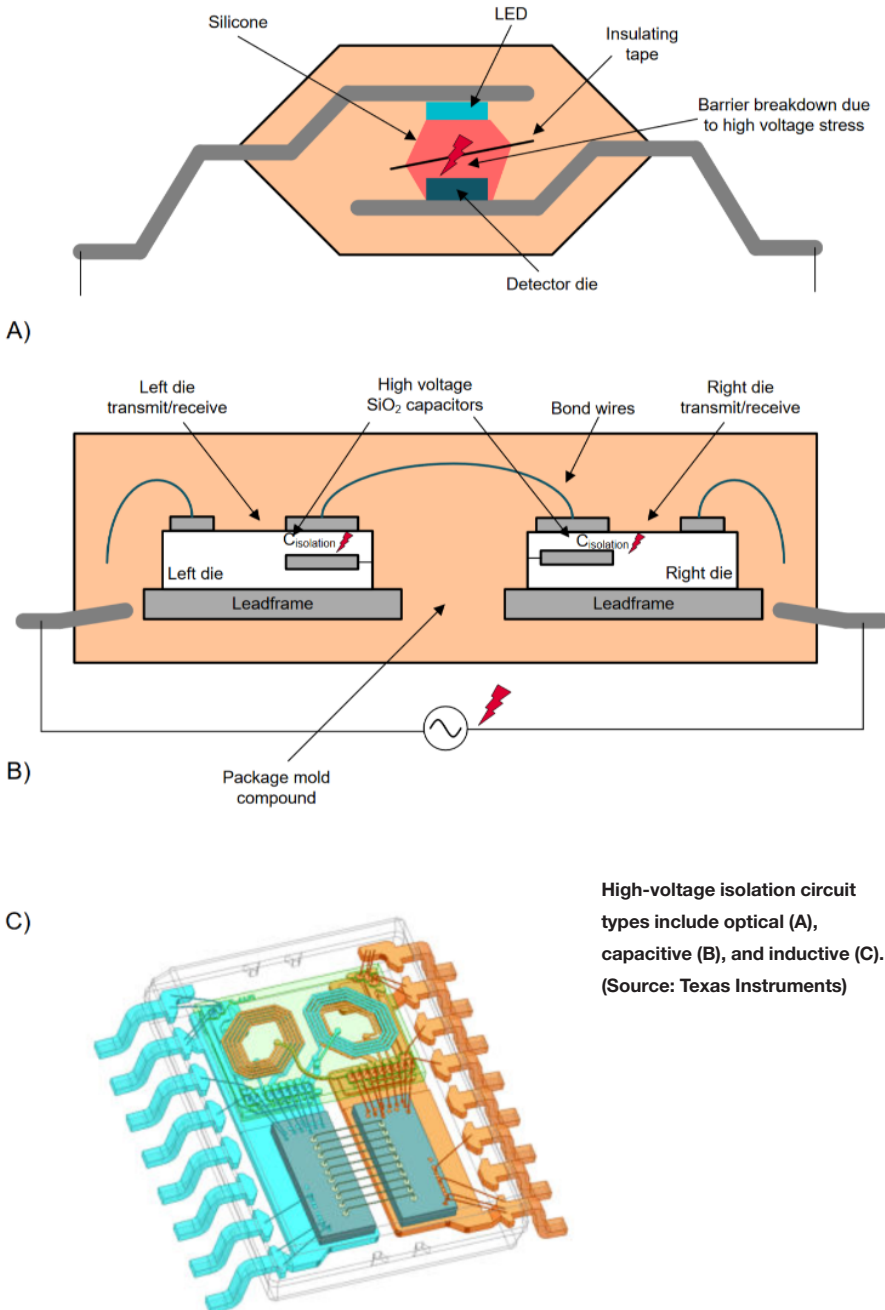 Silicone
LED
Insulating
tape
Barrier breakdown due
to high voltage stress
Detector die
A)
Left die
transmit/receive
High voltage
SiO₂ capacitors
Bond wires
Right die
transmit/receive
Cisolation
Cisolation
Left die
Right die
Leadframe
Leadframe
B)
Package mold
compound
C)
High-voltage isolation circuit
types include optical (A),
capacitive (B), and inductive (C).
(Source: Texas Instruments)